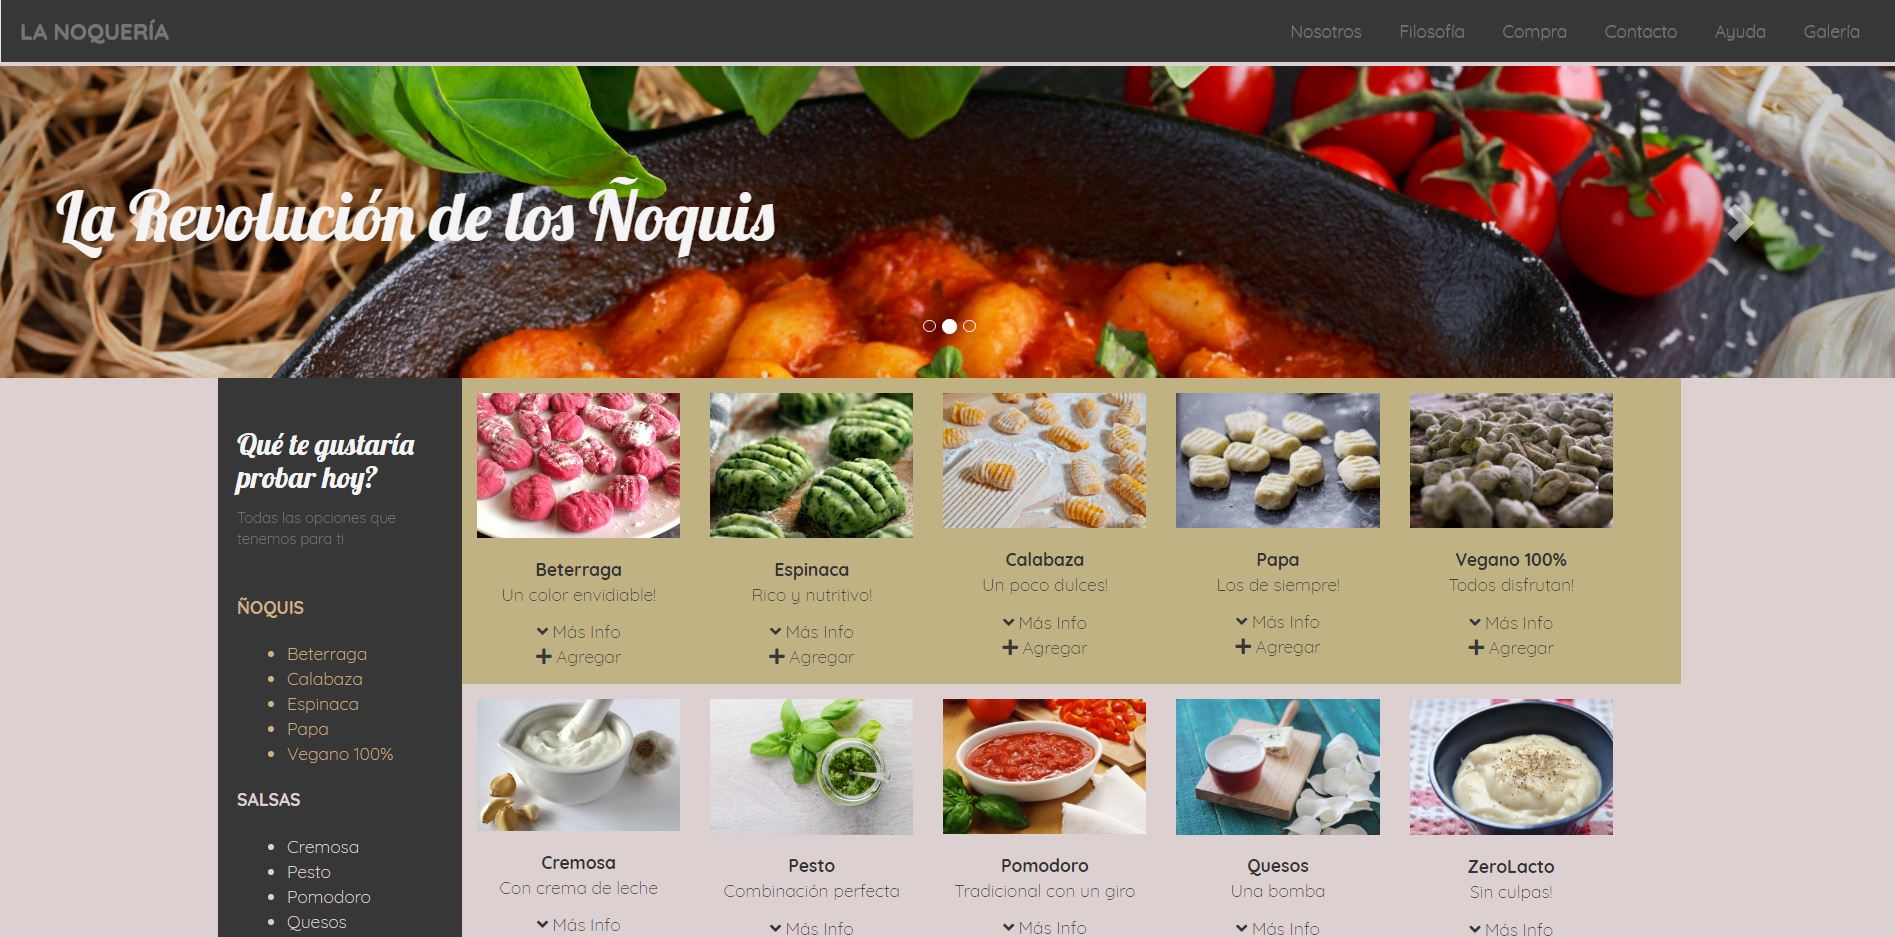 LA NOQUERÍA
Nosotros
Filosofía
Compra
Contacto
Ayuda
Galería
La Revolución de los Ñoquis
Qué te gustaría
probar hoy?
Todas las opciones que
tenemos para ti
ÑOQUIS
Beterraga
Calabaza
Espinaca
Papa
Vegano 100%
SALSAS
Cremosa
Pesto
Pomodoro
Quesos
Beterraga
Un color envidiable!
Más Info
Agregar
Espinaca
Rico y nutritivo!
Más Info
Agregar
Calabaza
Un poco dulces!
Más Info
Agregar
Papa
Los de siempre!
Más Info
Agregar
Vegano 100%
Todos disfrutan!
Más Info
Agregar
Cremosa
Con crema de leche
Más Info
Pesto
Combinación perfecta
Más Info
Pomodoro
Tradicional con un giro
Más Info
Quesos
Una bomba
Más Info
ZeroLacto
Sin culpas!
Más Info